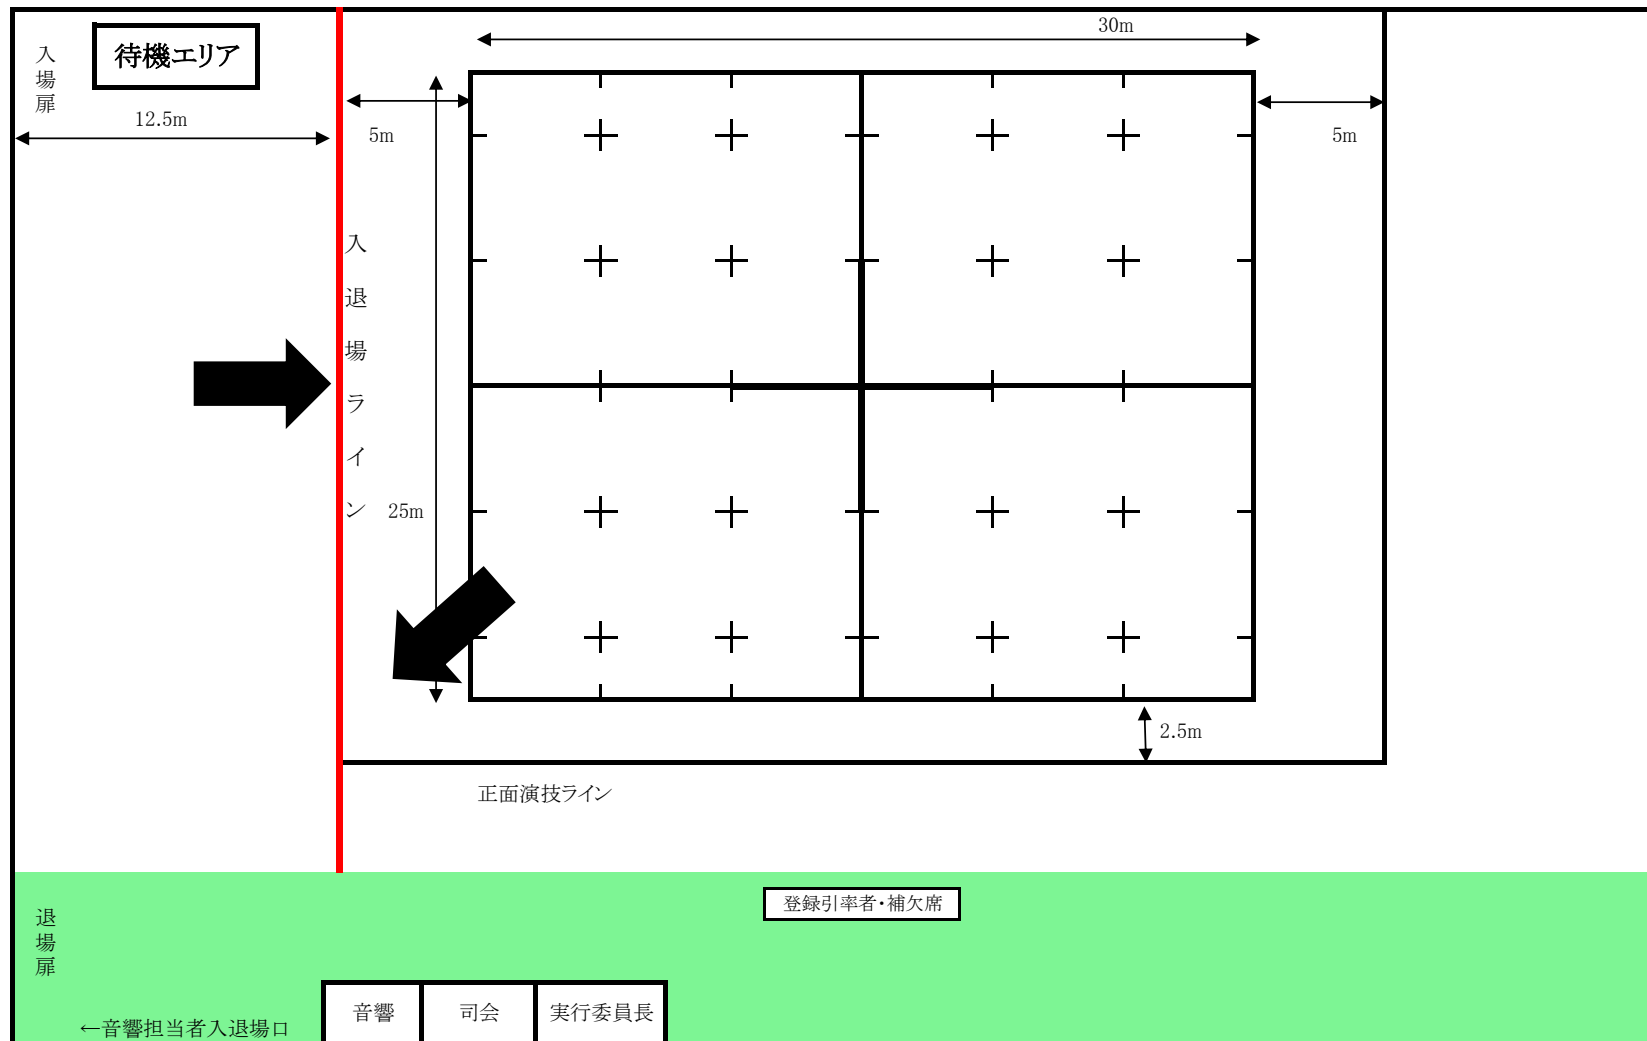 入場扉
待機エリア
30m
12.5m
5m
5m
入退場ライン
25m
2.5m
正面演技ライン
登録引率者・補欠席
退場扉
音響
司会
実行委員長
←音響担当者入退場口